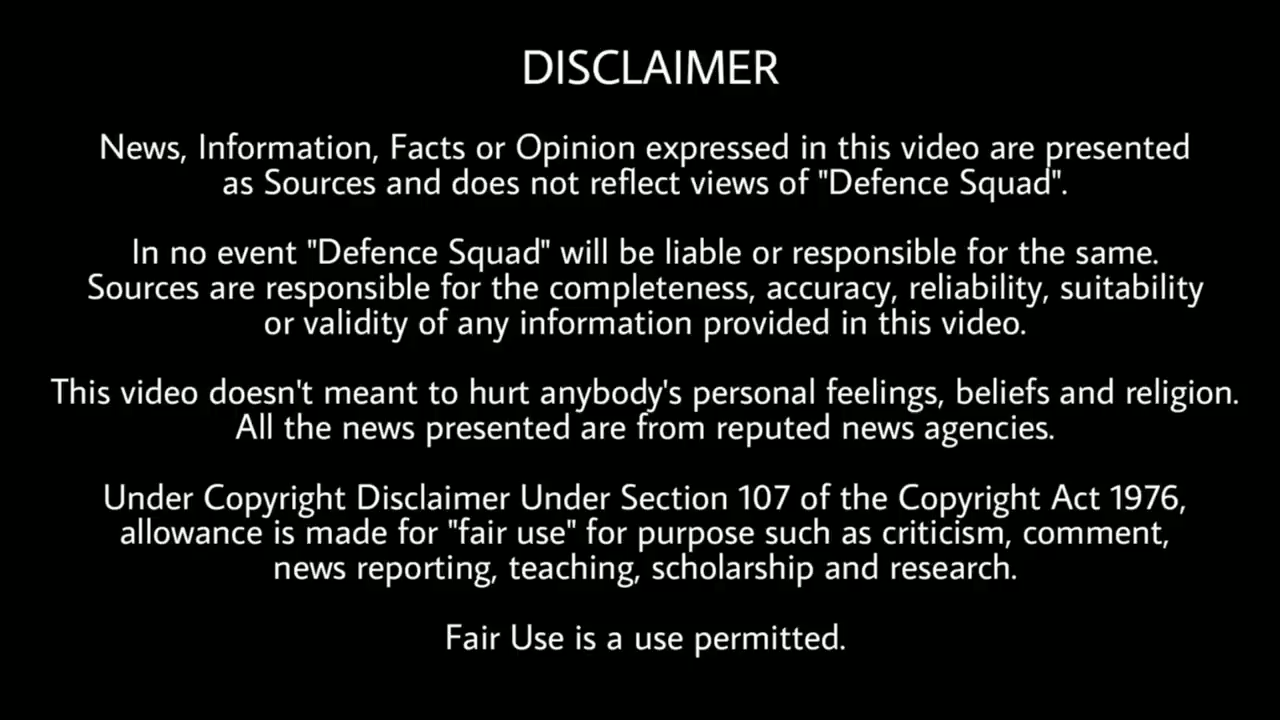 DISCLAIMER
News, Information, Facts or Opinion expressed in this video are presented
as Sources and does not reflect views of "Defence Squad".
In no event "Defence Squad" will be liable or responsible for the same.
Sources are responsible for the completeness, accuracy, reliability, suitability
or validity of any information provided in this video.
This video doesn't meant to hurt anybody's personal feelings, beliefs and religion.
All the news presented are from reputed news agencies.
Under Copyright Disclaimer Under Section 107 of the Copyright Act 1976,
allowance is made for "fair use" for purpose such as criticism, comment,
news reporting, teaching, scholarship and research.
Fair Use is a use permitted.